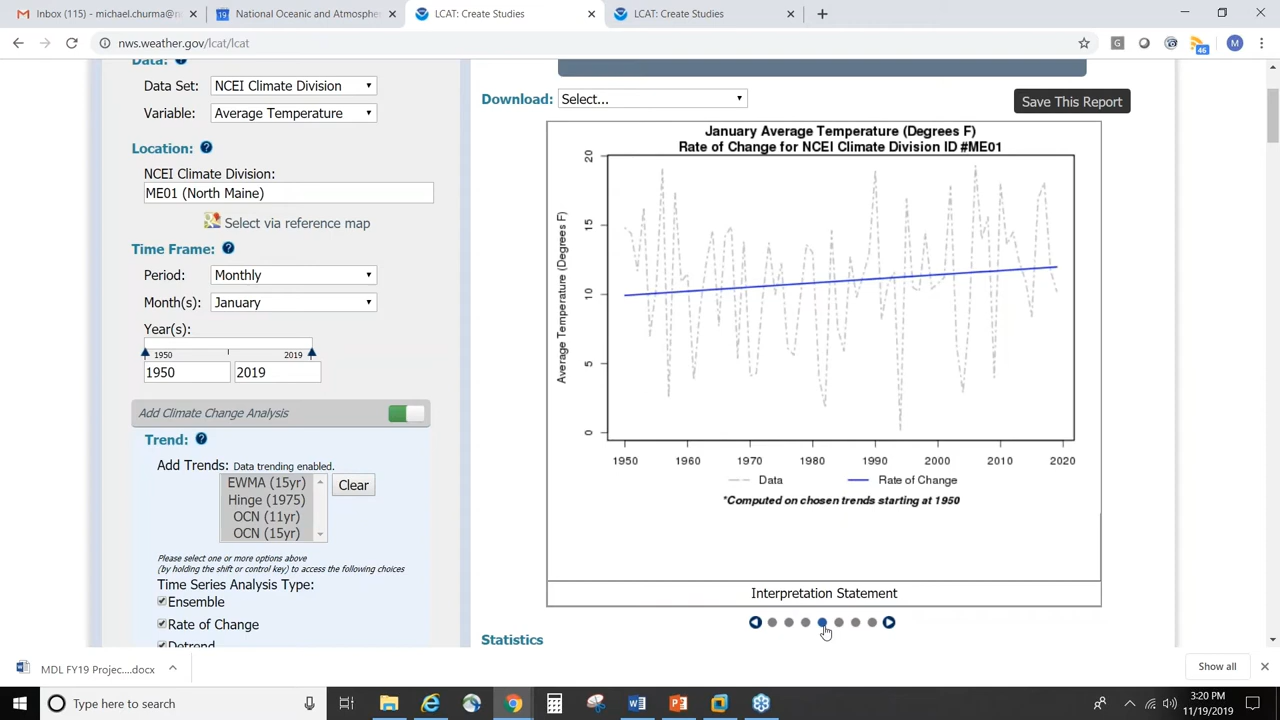 Inbox (115) - michael.churma@n
National Oceanic and Atmosphe
LCAT: Create Studies
LCAT: Create Studies
nws.weather.gov/lcat/lcat
46
M
Data:
Data Set: NCEI Climate Division
Variable: Average Temperature
Location:
NCEI Climate Division:
ME01 (North Maine)
Select via reference map
Time Frame:
Period: Monthly
Month(s): January
Year(s):
1950 2019
1950 2019
Add Climate Change Analysis
Trend:
Add Trends: Data trending enabled.
EWMA (15yr)
Hinge (1975)
OCN (11yr)
OCN (15yr)
Clear
Please select one or more options above
(by holding the shift or control key) to access the following choices
Time Series Analysis Type:
Ensemble
Rate of Change
Detrend
Download: Select...
Save This Report
January Average Temperature (Degrees F)
Rate of Change for NCEI Climate Division ID #ME01
Average Temperature (Degrees F)
20
15
10
5
0
1950 1960 1970 1980 1990 2000 2010 2020
Data Rate of Change
*Computed on chosen trends starting at 1950
Interpretation Statement
Statistics
MDL FY19 Projec....docx
Show all
Type here to search
3:20 PM
11/19/2019